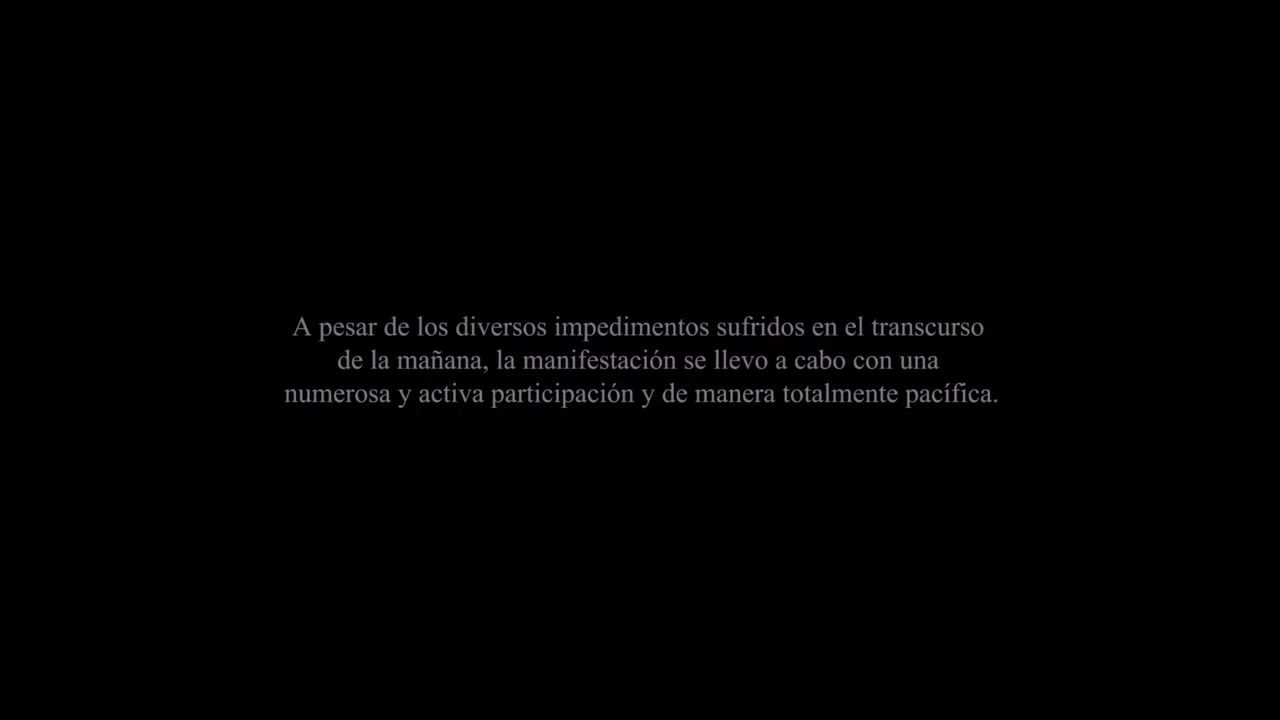 A pesar de los diversos impedimentos sufridos en el transcurso
de la mañana, la manifestación se llevo a cabo con una
numerosa y activa participación y de manera totalmente pacífica.